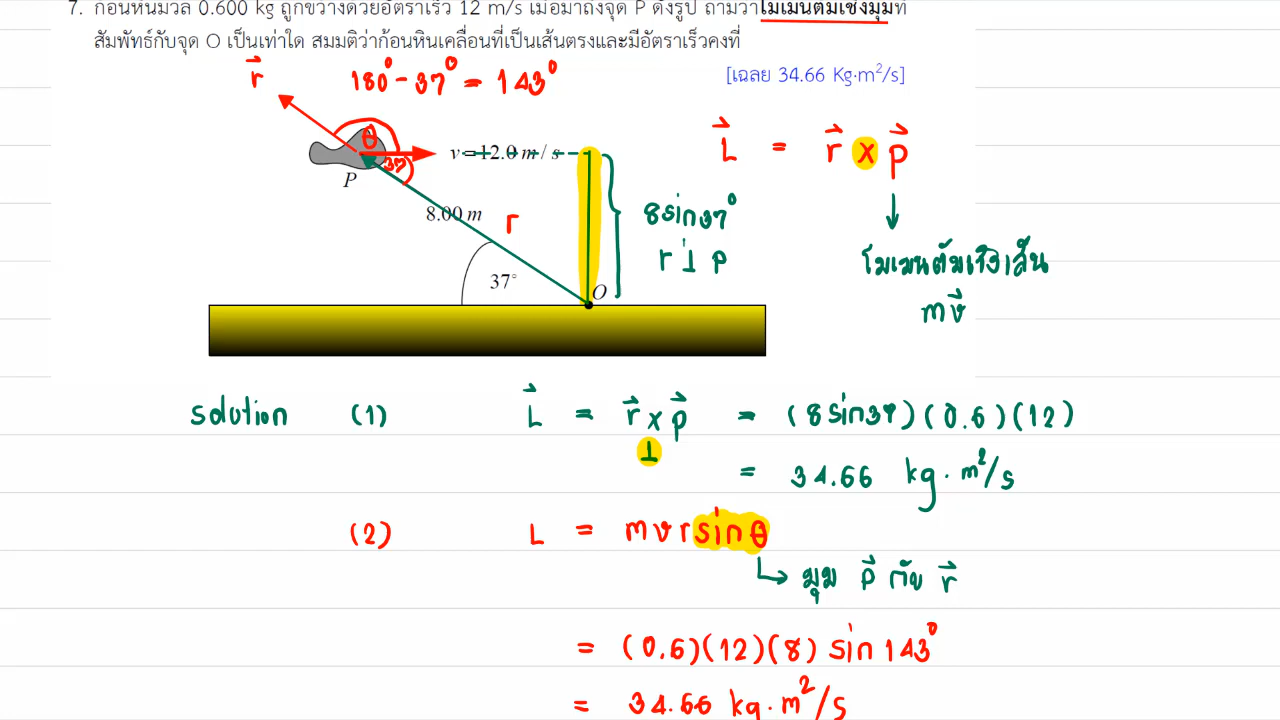 7. ก้อนหินมวล 0.600 kg ถูกขว้างด้วยอัตราเร็ว 12 m/s เมื่อมาถึงจุด P ดังรูป ถามว่าโมเมนตัมเชิงมุมที่
สัมพัทธ์กับจุด O เป็นเท่าใด สมมติว่าก้อนหินเคลื่อนที่เป็นเส้นตรงและมีอัตราเร็วคงที่
[เฉลย 34.66 Kg·m²/s]
r⃗ 180° - 37° = 143°
θ
37
v = 12.0 m/s
P
8.00 m
r
37°
O
8sin37°
r ⊥ p
L⃗ = r⃗ × p⃗
โมเมนตัมเชิงเส้น
mv⃗
Solution (1) L⃗ = r⃗ × p⃗ = (8sin37)(0.6)(12)
⊥
= 34.66 kg·m²/s
(2) L = mvrsinθ
มุม p⃗ กับ r⃗
= (0.6)(12)(8) sin143°
= 34.66 kg·m²/s